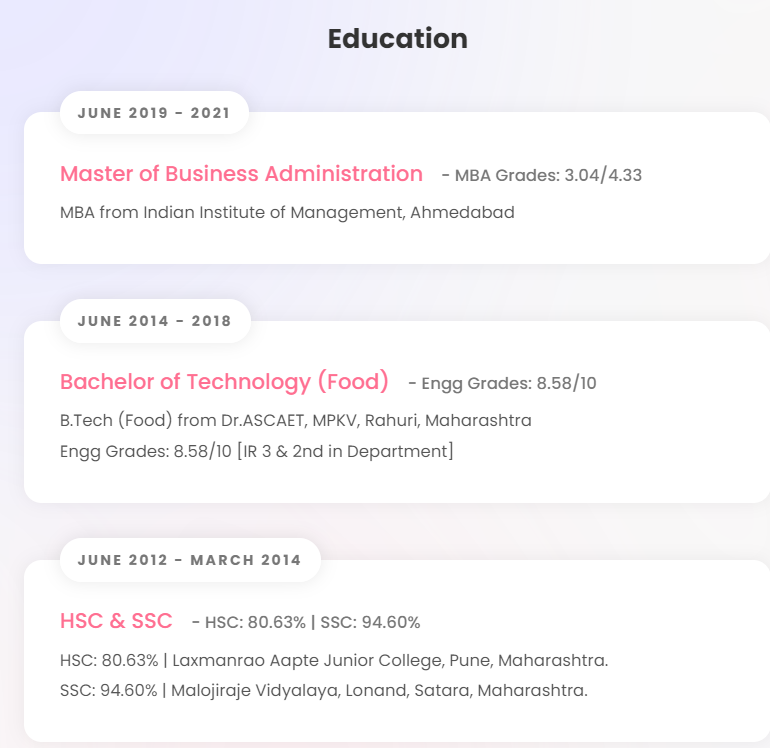 Education
JUNE 2019 - 2021
Master of Business Administration - MBA Grades: 3.04/4.33
MBA from Indian Institute of Management, Ahmedabad
JUNE 2014 - 2018
Bachelor of Technology (Food) - Engg Grades: 8.58/10
B.Tech (Food) from Dr.ASCAET, MPKV, Rahuri, Maharashtra
Engg Grades: 8.58/10 [IR 3 & 2nd in Department]
JUNE 2012 - MARCH 2014
HSC & SSC - HSC: 80.63% | SSC: 94.60%
HSC: 80.63% | Laxmanrao Aapte Junior College, Pune, Maharashtra.
SSC: 94.60% | Malojiraje Vidyalaya, Lonand, Satara, Maharashtra.